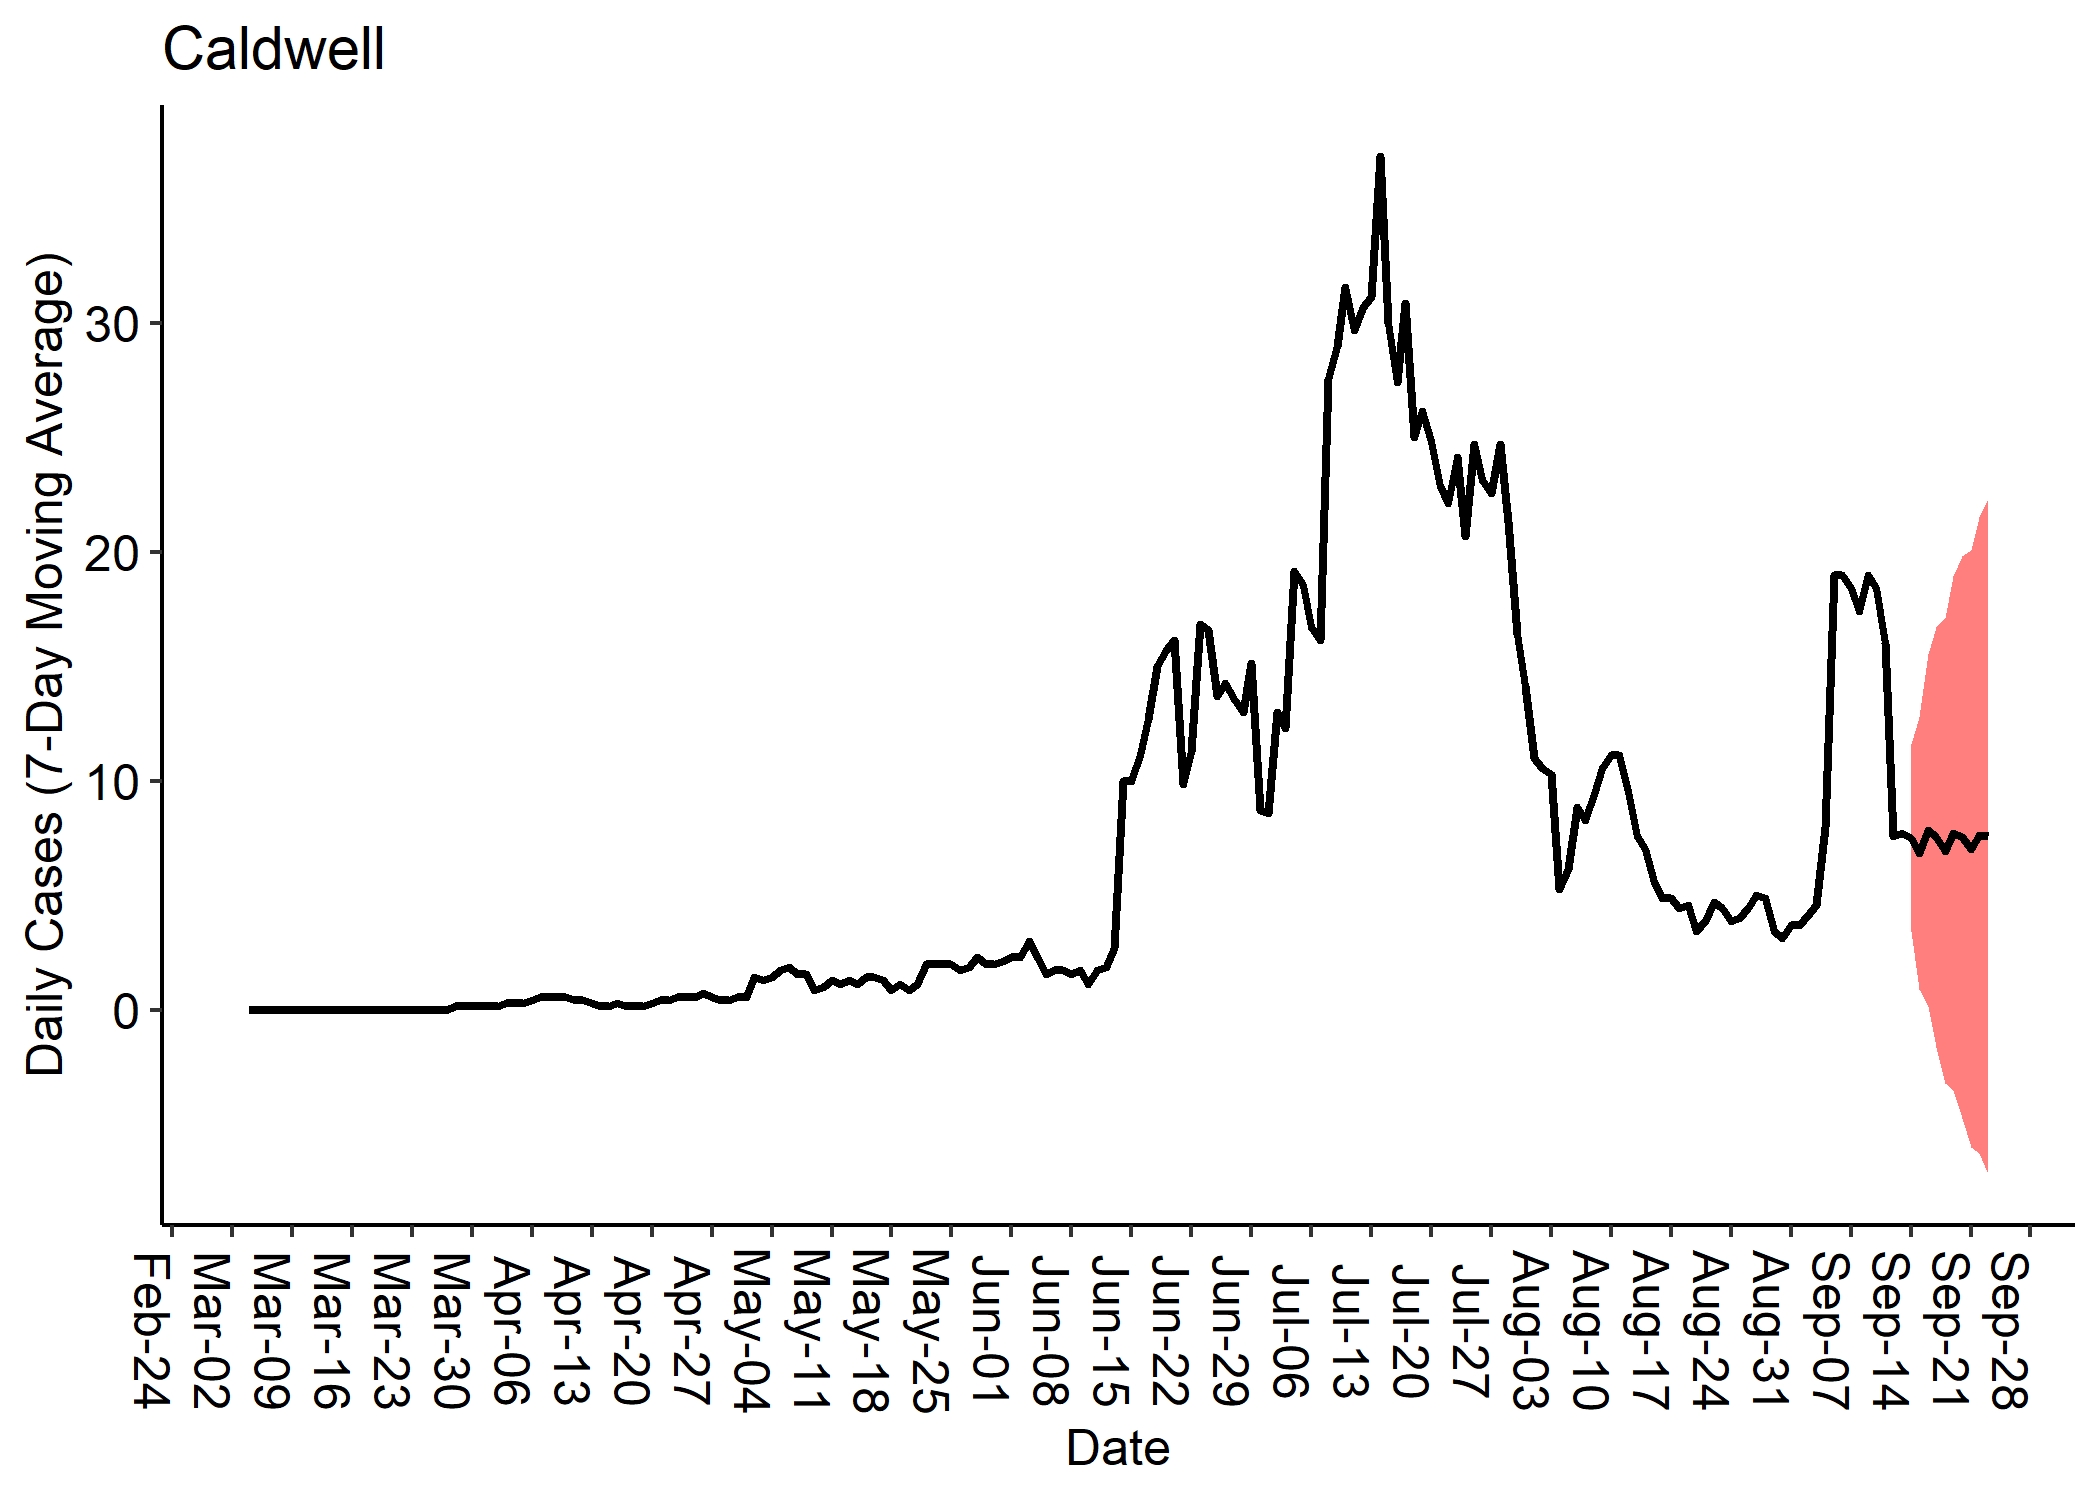 Caldwell
Daily Cases (7-Day Moving Average)
30
20
10
0
Feb-24
Mar-02
Mar-09
Mar-16
Mar-23
Mar-30
Apr-06
Apr-13
Apr-20
Apr-27
May-04
May-11
May-18
May-25
Jun-01
Jun-08
Jun-15
Jun-22
Jun-29
Jul-06
Jul-13
Jul-20
Jul-27
Aug-03
Aug-10
Aug-17
Aug-24
Aug-31
Sep-07
Sep-14
Sep-21
Sep-28
Date